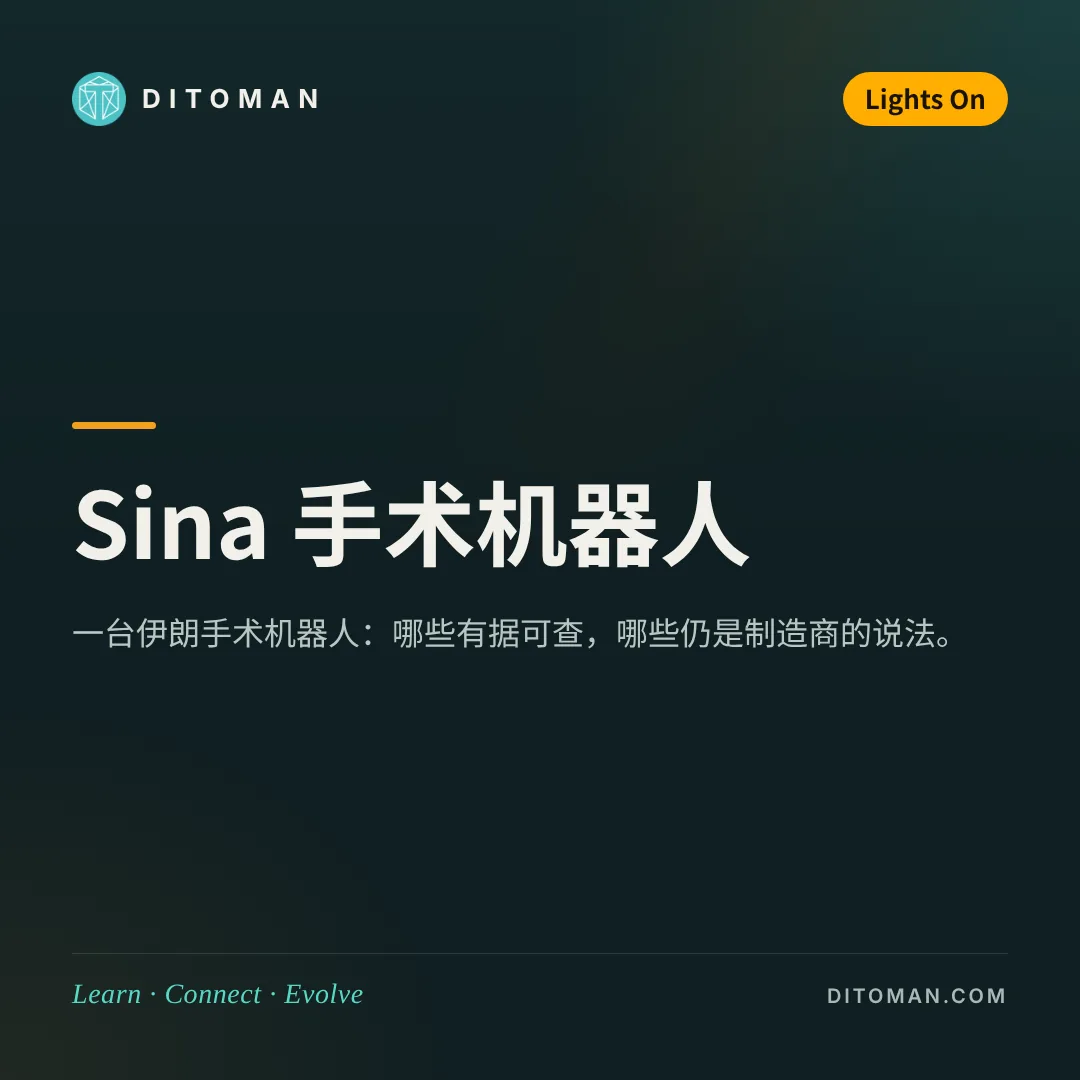 DITOMAN
Lights On
Sina 手术机器人
一台伊朗手术机器人：哪些有据可查，哪些仍是制造商的说法。
Learn · Connect · Evolve
DITOMAN.COM